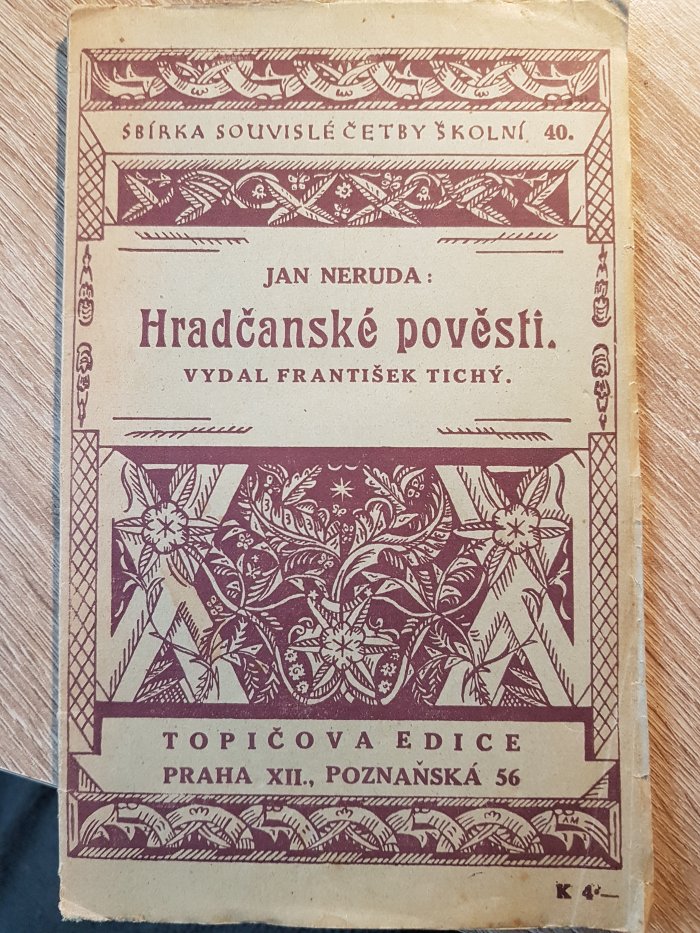 SBÍRKA SOUVISLÉ ČETBY ŠKOLNÍ 40.
JAN NERUDA:
Hradčanské pověsti.
VYDAL FRANTIŠEK TICHÝ.
TOPIČOVA EDICE
PRAHA XII., POZNAŇSKÁ 56
AM
K 4·—